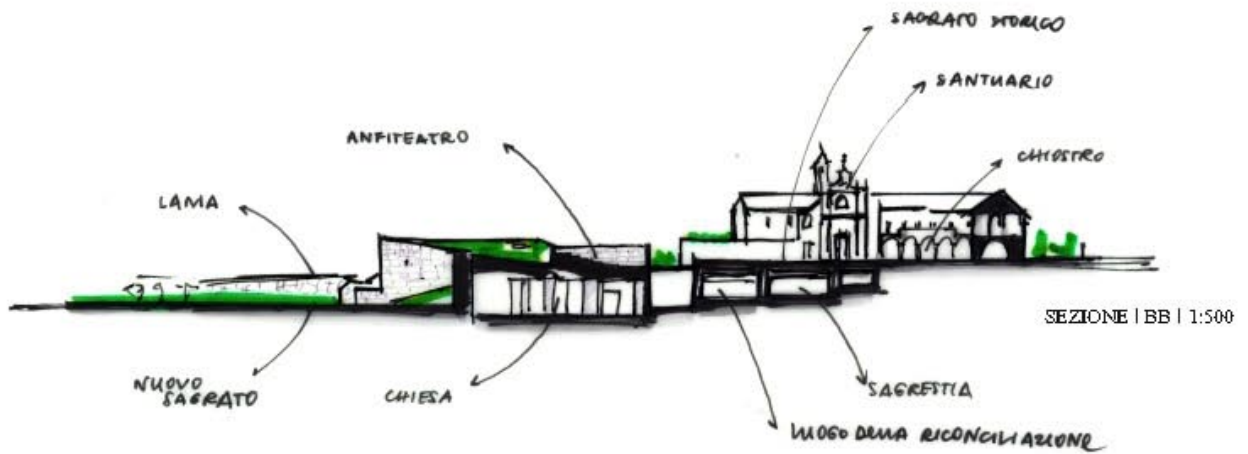 SAGRATO STORICO
SANTUARIO
ANFITEATRO
CHIOSTRO
LAMA
SEZIONE | BB | 1:500
NUOVO
SAGRATO
CHIESA
SAGRESTIA
LUOGO DELLA RICONCILIAZIONE